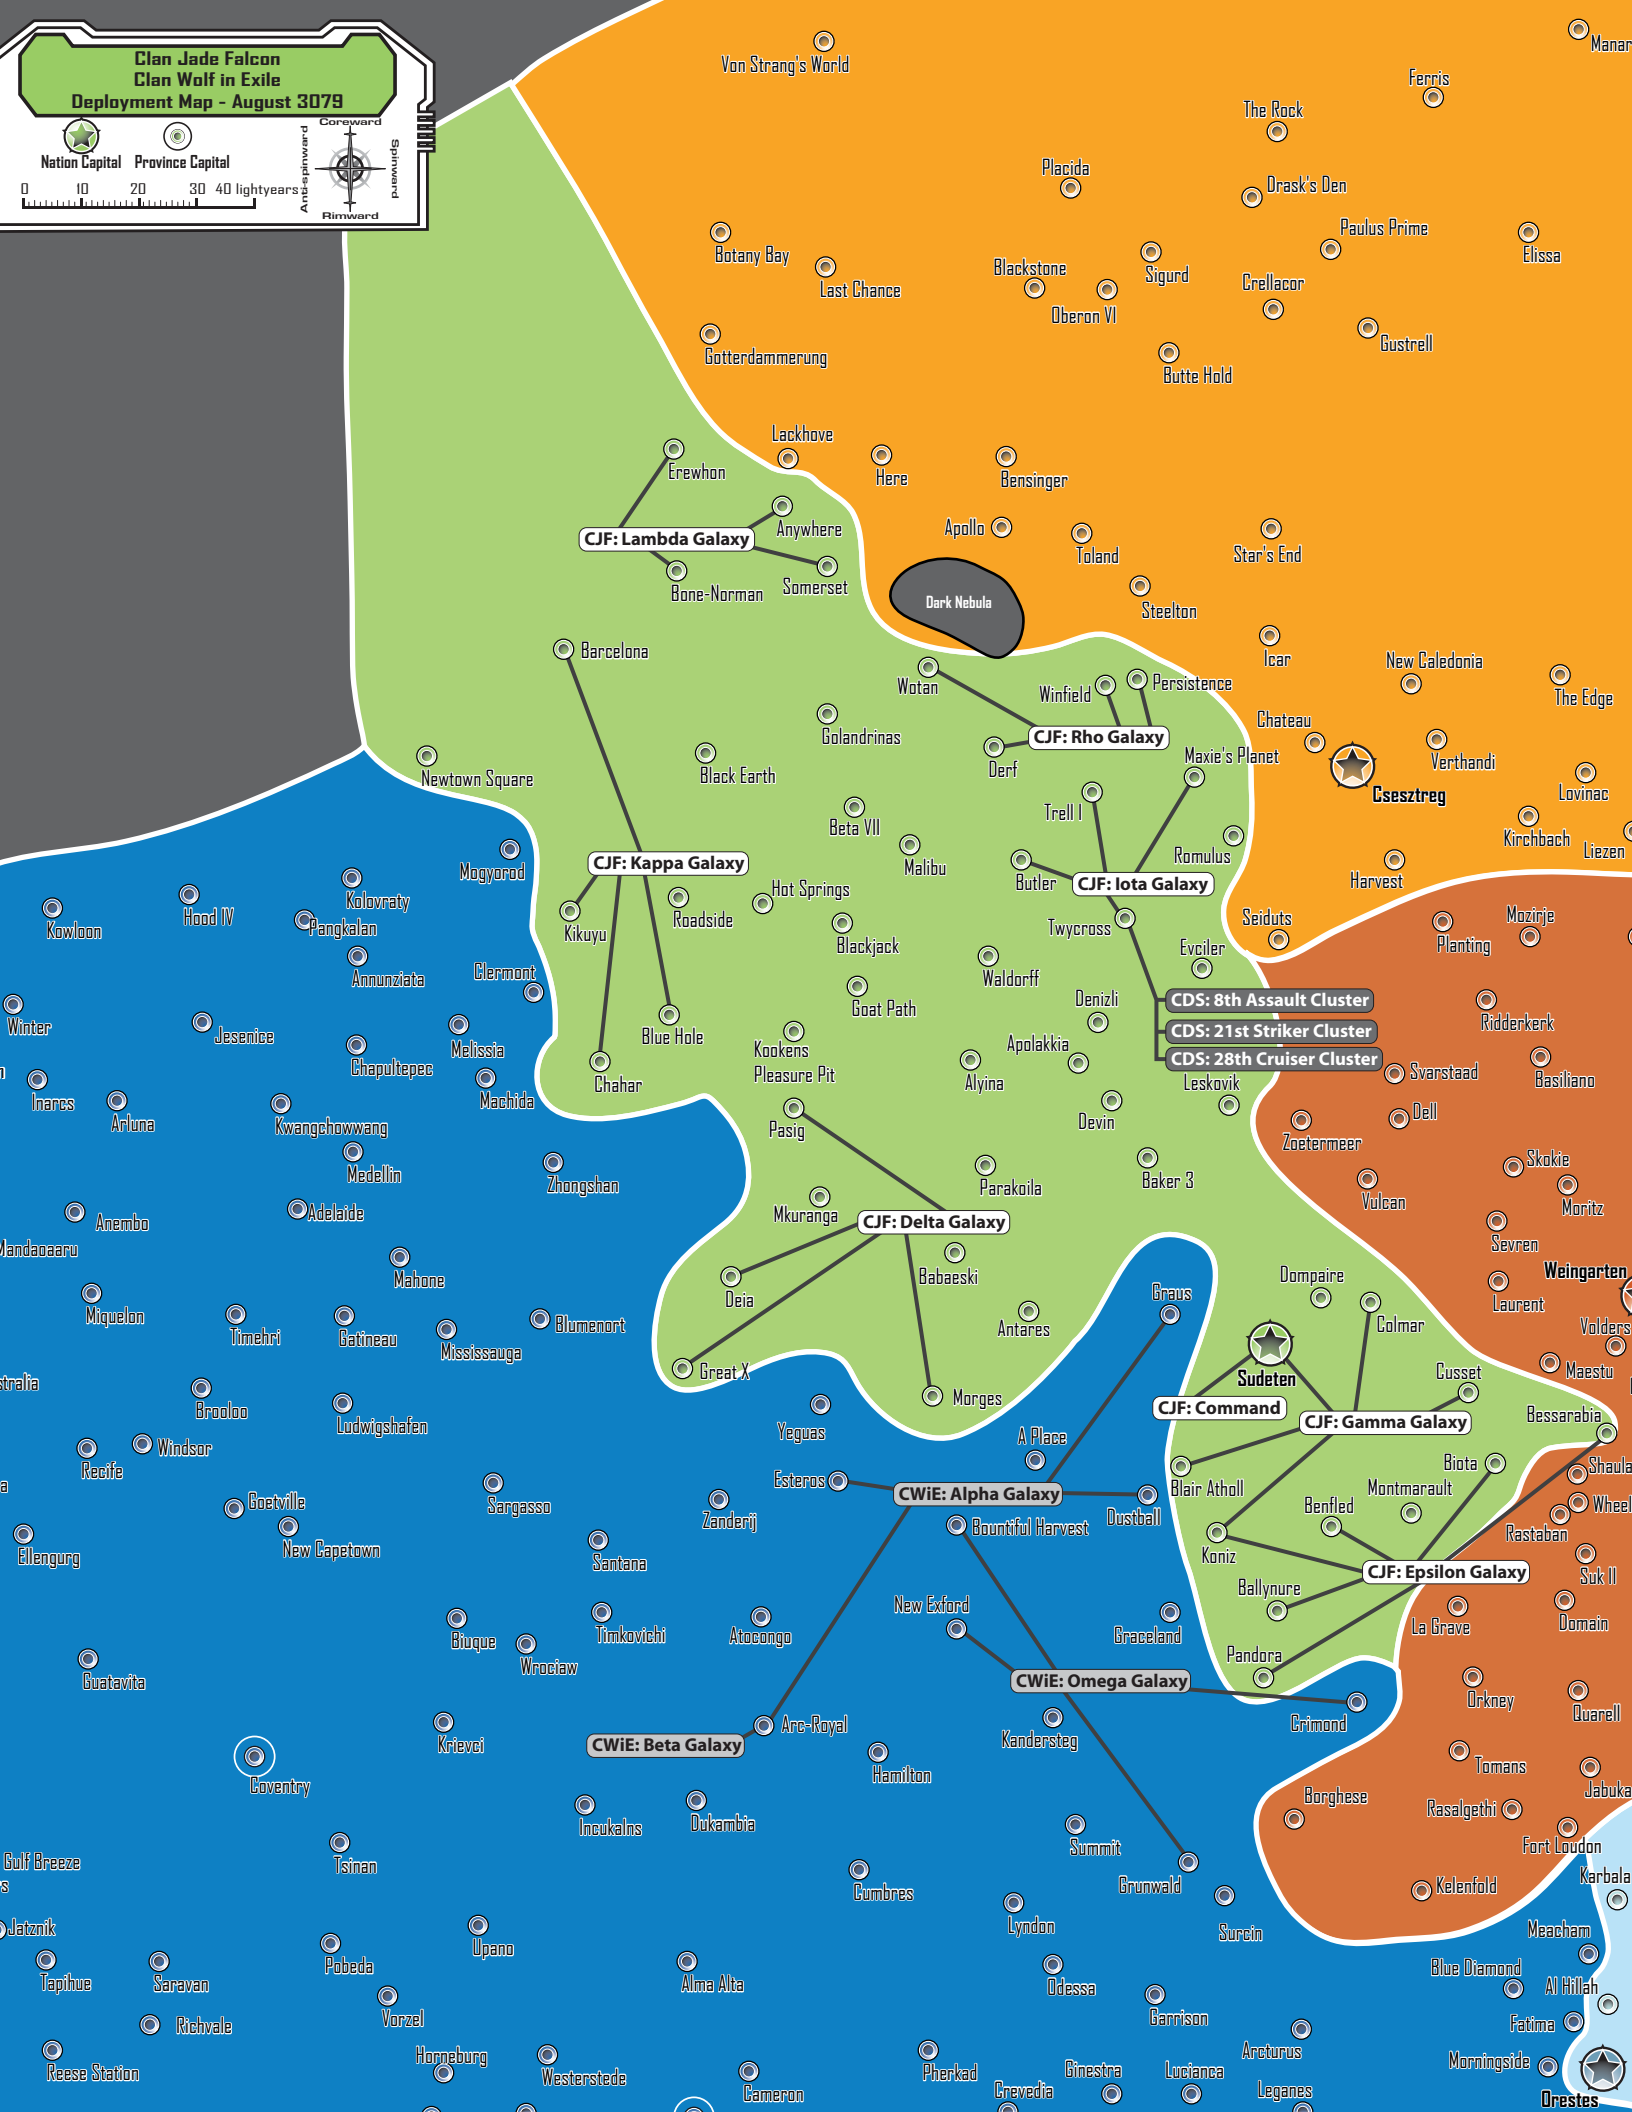 Clan Jade Falcon
Clan Wolf in Exile
Deployment Map - August 3079
Coreward
Anti-spinward
Spinward
Rimward
Nation Capital
Province Capital
0 10 20 30 40 lightyears
Von Strang's World
Manar
Ferris
The Rock
Placida
Drask's Den
Paulus Prime
Botany Bay
Elissa
Last Chance
Blackstone
Sigurd
Crellacor
Oberon VI
Gotterdammerung
Gustrell
Butte Hold
Lackhove
Erewhon
Here
Bensinger
Anywhere
Apollo
CJF: Lambda Galaxy
Toland
Star's End
Bone-Norman
Somerset
Dark Nebula
Steelton
Barcelona
Icar
New Caledonia
Wotan
Winfield
Persistence
The Edge
Chateau
Golandrinas
CJF: Rho Galaxy
Maxie's Planet
Verthandi
Newtown Square
Black Earth
Derf
Csesztreg
Lovinac
Trell I
Beta VII
Kirchbach
Liezen
Mogyorod
CJF: Kappa Galaxy
Malibu
Romulus
Butler
CJF: Iota Galaxy
Harvest
Kolovraty
Hot Springs
Kowloon
Hood IV
Pangkalan
Kikuyu
Roadside
Blackjack
Twycross
Seiduts
Mozirje
Planting
Evciler
Annunziata
Clermont
Waldorff
Denizli
CDS: 8th Assault Cluster
Goat Path
Winter
Jesenice
Melissia
Blue Hole
Kookens
Pleasure Pit
Apolakkia
CDS: 21st Striker Cluster
Ridderkerk
CDS: 28th Cruiser Cluster
Chapultepec
Chahar
Alyina
Leskovik
Svarstaad
Basiliano
Inarcs
Arluna
Machida
Kwangchowwang
Pasig
Devin
Dell
Zoetermeer
Medellin
Zhongshan
Parakoila
Baker 3
Skokie
Vulcan
Moritz
Anembo
Adelaide
Mkuranga
CJF: Delta Galaxy
Mandaoaaru
Sevren
Mahone
Babaeski
Weingarten
Miquelon
Deia
Graus
Dompaire
Laurent
Timehri
Gatineau
Blumenort
Antares
Colmar
Volders
Mississauga
Great X
Sudeten
Cusset
Maestu
stralia
Brooloo
Morges
CJF: Command
Ludwigshafen
Yeguas
A Place
CJF: Gamma Galaxy
Bessarabia
Windsor
Recife
Esteros
CWiE: Alpha Galaxy
Blair Atholl
Biota
Montmarault
Shaula
a
Goetville
Sargasso
Zanderij
Bountiful Harvest
Dustball
Benfled
Wheel
Rastaban
Ellengurg
New Capetown
Santana
Koniz
CJF: Epsilon Galaxy
Suk II
Ballynure
New Exford
Biuque
Timkovichi
Atocongo
Graceland
La Grave
Domain
Wrociaw
Guatavita
CWiE: Omega Galaxy
Pandora
Orkney
Quarell
Krievci
CWiE: Beta Galaxy
Arc-Royal
Kandersteg
Crimond
Coventry
Hamilton
Tomans
Jabuka
Incukalns
Dukambia
Borghese
Rasalgethi
Fort Loudon
Gulf Breeze
Tsinan
Summit
s
Cumbres
Grunwald
Kelenfold
Karbala
Jatznik
Upano
Lyndon
Surcin
Meacham
Tapihue
Saravan
Pobeda
Alma Alta
Odessa
Blue Diamond
Al Hillah
Vorzel
Garrison
Richvale
Fatima
Arcturus
Reese Station
Horneburg
Westerstede
Cameron
Pherkad
Ginestra
Lucianca
Morningside
Crevedia
Leganes
Orestes